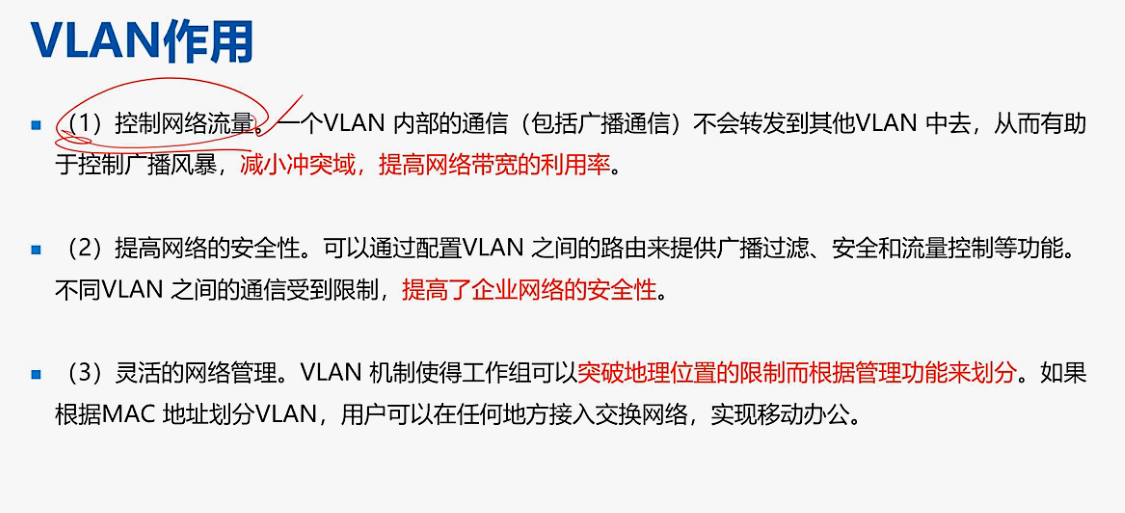 VLAN作用
（1）控制网络流量。一个VLAN 内部的通信（包括广播通信）不会转发到其他VLAN 中去，从而有助
于控制广播风暴，减小冲突域，提高网络带宽的利用率。
（2）提高网络的安全性。可以通过配置VLAN 之间的路由来提供广播过滤、安全和流量控制等功能。
不同VLAN 之间的通信受到限制，提高了企业网络的安全性。
（3）灵活的网络管理。VLAN 机制使得工作组可以突破地理位置的限制而根据管理功能来划分。如果
根据MAC 地址划分VLAN，用户可以在任何地方接入交换网络，实现移动办公。